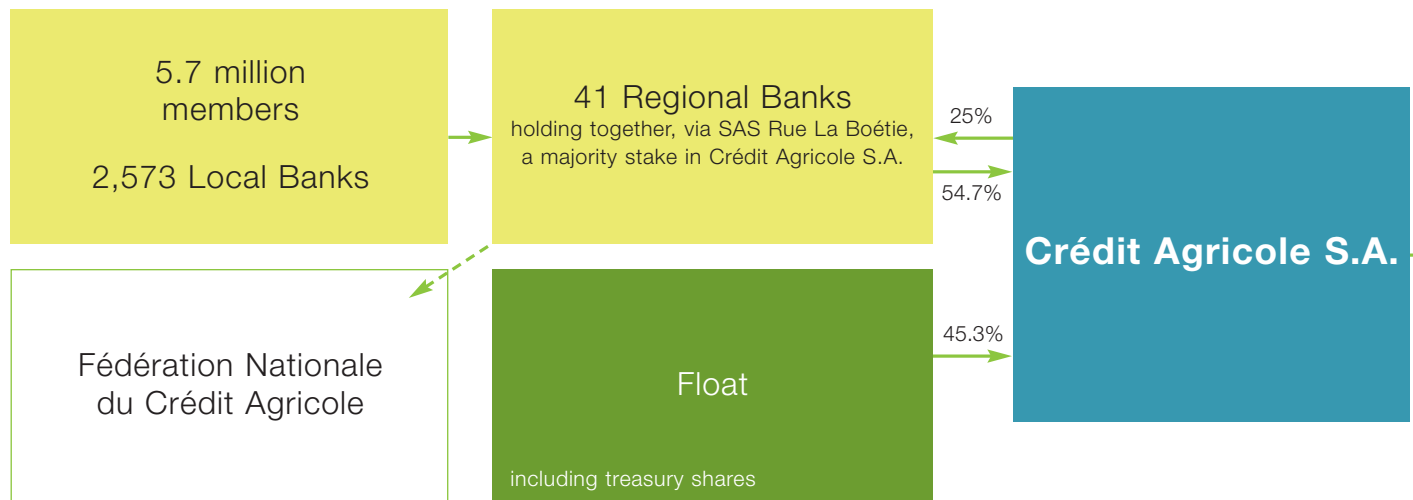 5.7 million
members
2,573 Local Banks
41 Regional Banks
holding together, via SAS Rue La Boétie,
a majority stake in Crédit Agricole S.A.
25%
54.7%
Crédit Agricole S.A.
Fédération Nationale
du Crédit Agricole
Float
including treasury shares
45.3%